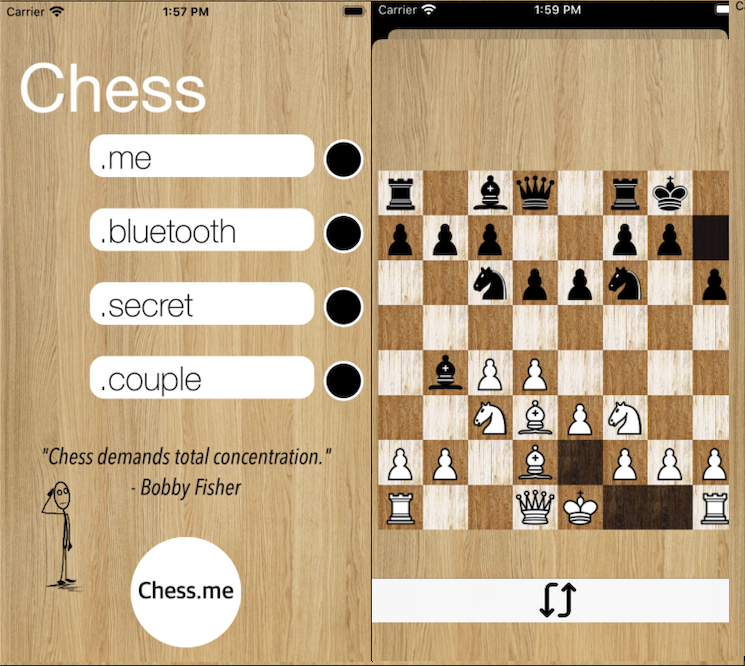 Carrier 1:57 PM
Chess
.me
.bluetooth
.secret
.couple
"Chess demands total concentration."
- Bobby Fisher
Chess.me
Carrier 1:59 PM
C